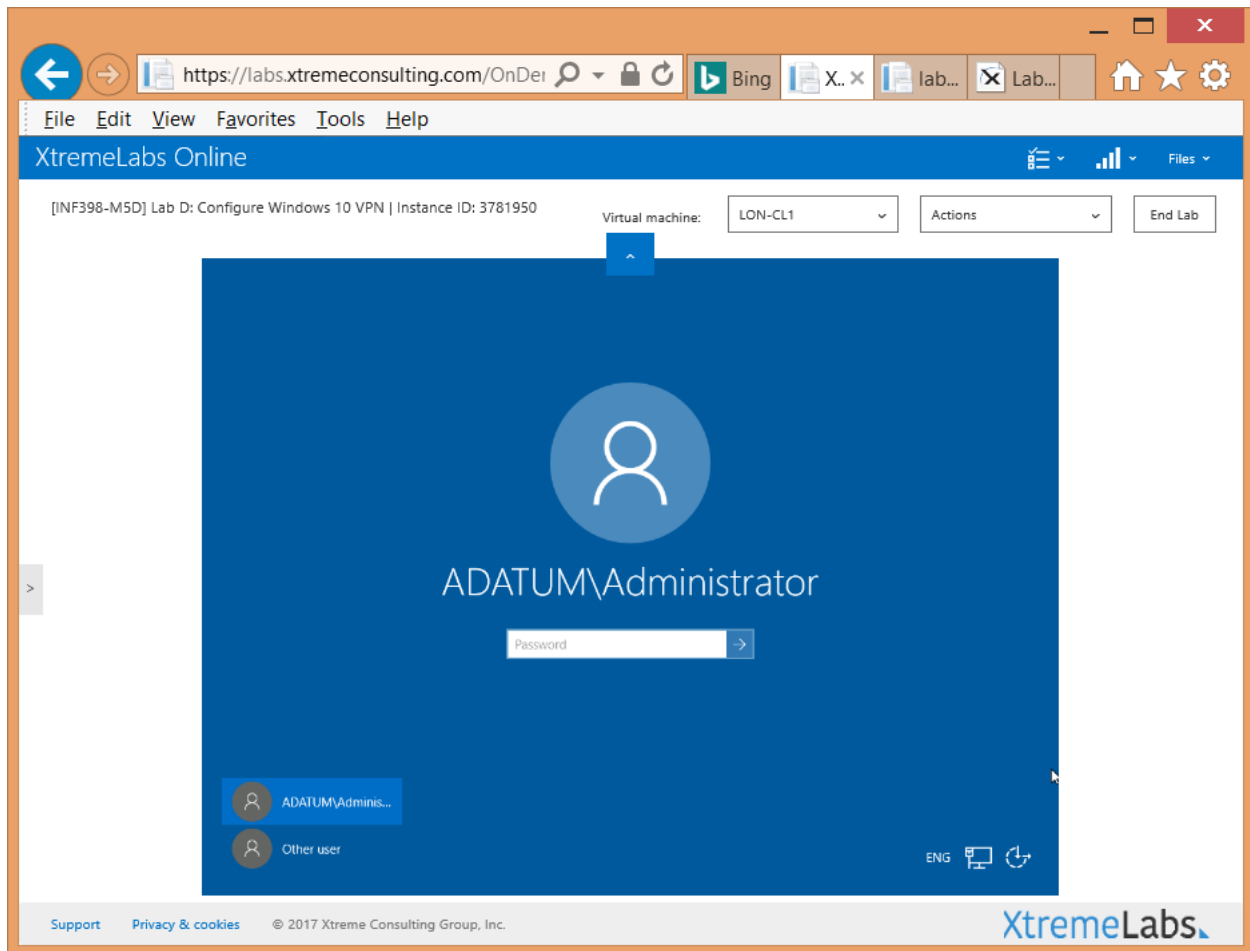 https://labs.xtremeconsulting.com/OnDer
Bing
X..
lab...
Lab...
File Edit View Favorites Tools Help
XtremeLabs Online
Files
[INF398-M5D] Lab D: Configure Windows 10 VPN | Instance ID: 3781950
Virtual machine:
LON-CL1
Actions
End Lab
ADATUM\Administrator
Password
ADATUM\Adminis...
Other user
ENG
Support Privacy & cookies © 2017 Xtreme Consulting Group, Inc.
XtremeLabs